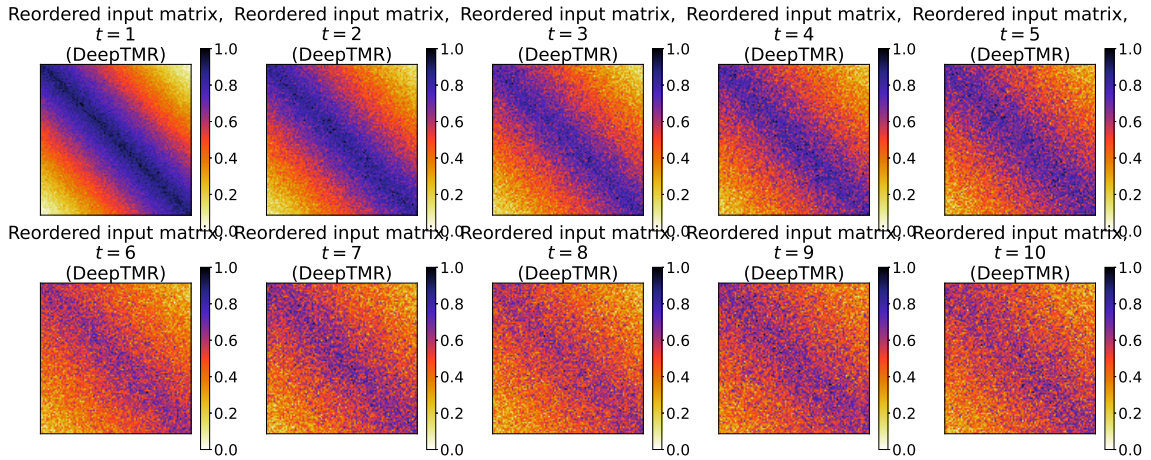 Reordered input matrix, Reordered input matrix, Reordered input matrix, Reordered input matrix, Reordered input matrix,
t = 1 t = 2 t = 3 t = 4 t = 5
(DeepTMR) (DeepTMR) (DeepTMR) (DeepTMR) (DeepTMR)
1.0 1.0 1.0 1.0 1.0
0.8 0.8 0.8 0.8 0.8
0.6 0.6 0.6 0.6 0.6
0.4 0.4 0.4 0.4 0.4
0.2 0.2 0.2 0.2 0.2
0.0 0.0 0.0 0.0 0.0
Reordered input matrix, Reordered input matrix, Reordered input matrix, Reordered input matrix, Reordered input matrix,
t = 6 t = 7 t = 8 t = 9 t = 10
(DeepTMR) (DeepTMR) (DeepTMR) (DeepTMR) (DeepTMR)
1.0 1.0 1.0 1.0 1.0
0.8 0.8 0.8 0.8 0.8
0.6 0.6 0.6 0.6 0.6
0.4 0.4 0.4 0.4 0.4
0.2 0.2 0.2 0.2 0.2
0.0 0.0 0.0 0.0 0.0